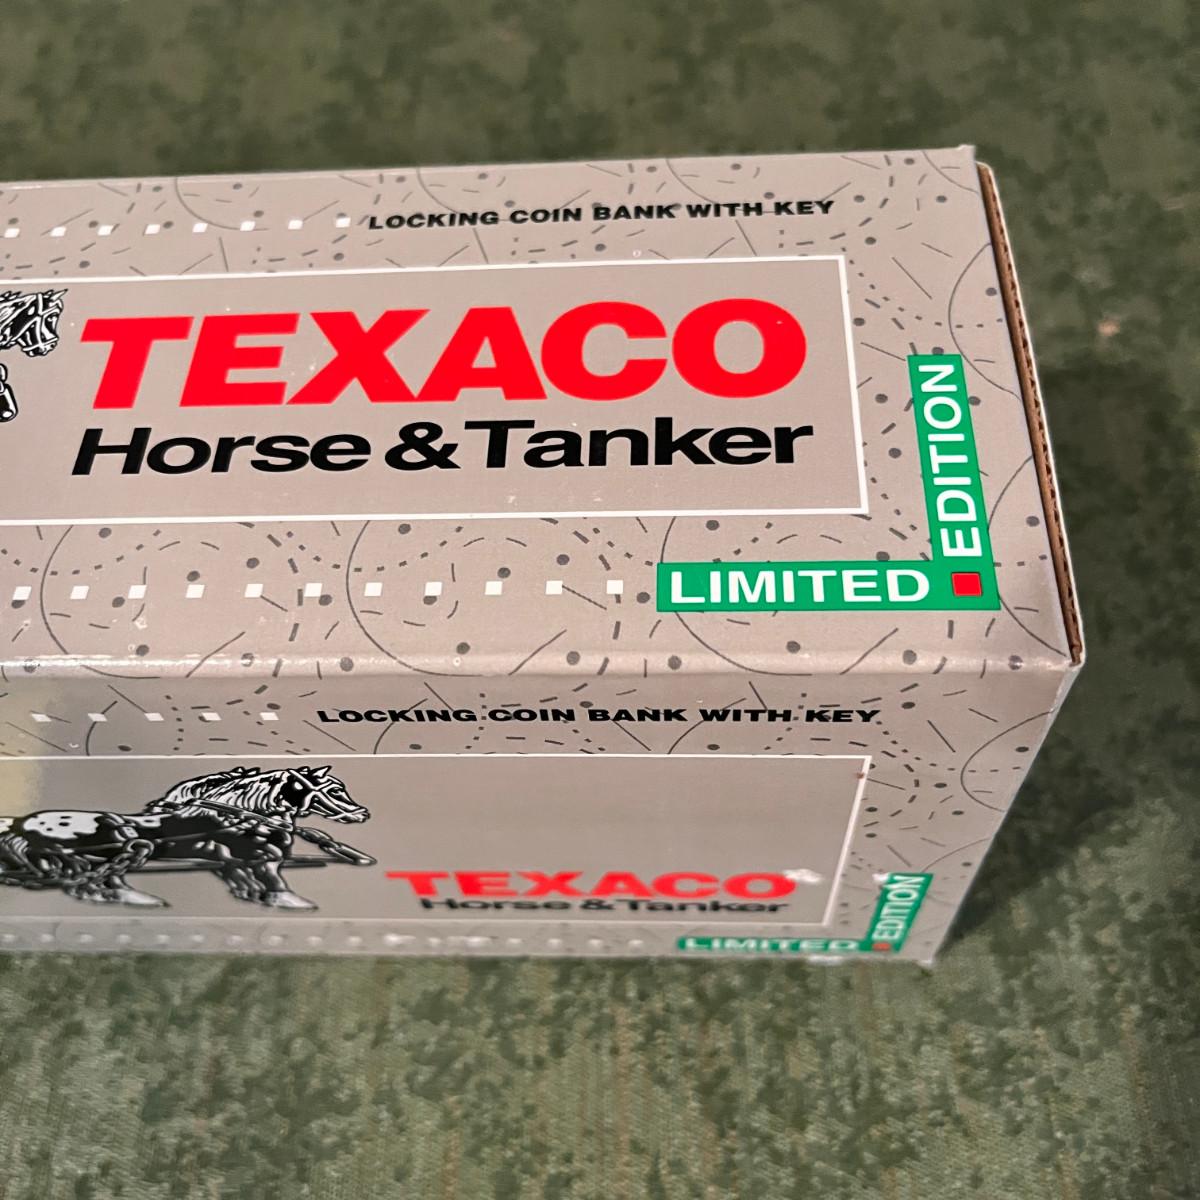 LOCKING COIN BANK WITH KEY
TEXACO
Horse & Tanker
LIMITED EDITION
LOCKING COIN BANK WITH KEY
TEXACO
Horse & Tanker
LIMITED EDITION